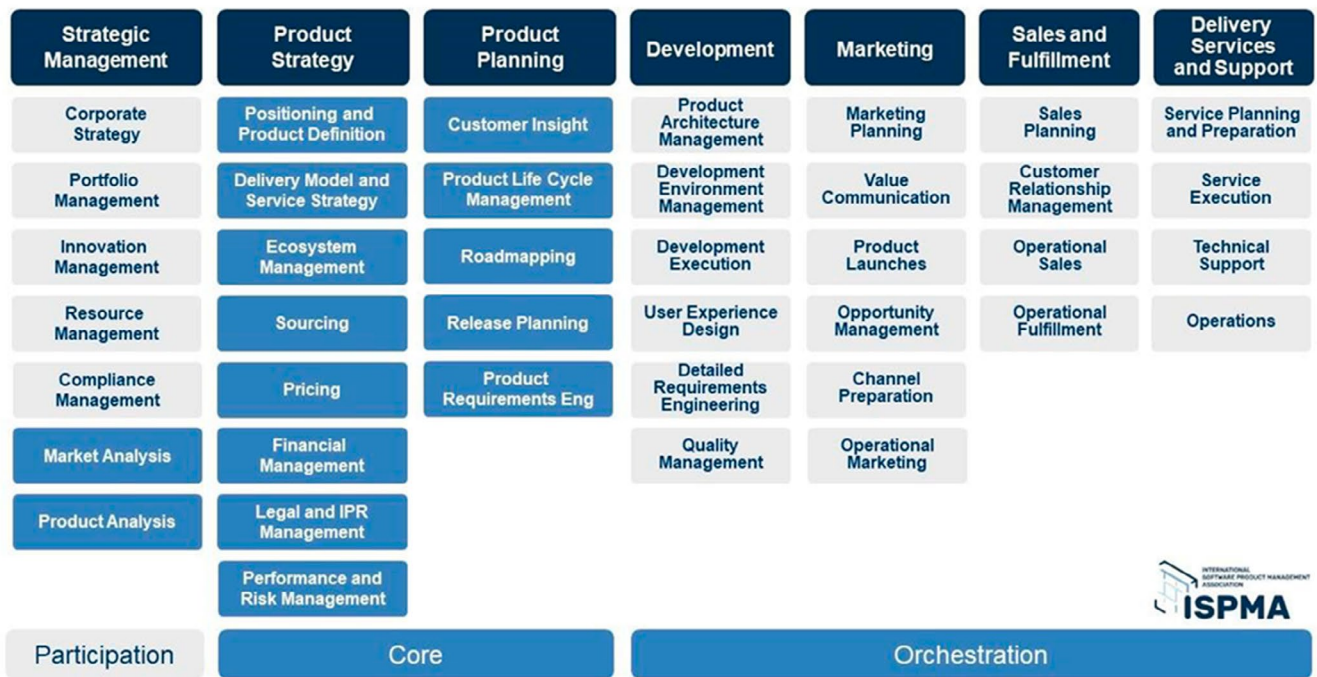 Strategic
Management
Corporate
Strategy
Portfolio
Management
Innovation
Management
Resource
Management
Compliance
Management
Market Analysis
Product Analysis
Product
Strategy
Positioning and
Product Definition
Delivery Model and
Service Strategy
Ecosystem
Management
Sourcing
Pricing
Financial
Management
Legal and IPR
Management
Performance and
Risk Management
Product
Planning
Customer Insight
Product Life Cycle
Management
Roadmapping
Release Planning
Product
Requirements Eng
Development
Product
Architecture
Management
Development
Environment
Management
Development
Execution
User Experience
Design
Detailed
Requirements
Engineering
Quality
Management
Marketing
Marketing
Planning
Value
Communication
Product
Launches
Opportunity
Management
Channel
Preparation
Operational
Marketing
Sales and
Fulfillment
Sales
Planning
Customer
Relationship
Management
Operational
Sales
Operational
Fulfillment
Delivery
Services
and Support
Service Planning
and Preparation
Service
Execution
Technical
Support
Operations
INTERNATIONAL
SOFTWARE PRODUCT MANAGEMENT
ASSOCIATION
ISPMA
Participation
Core
Orchestration